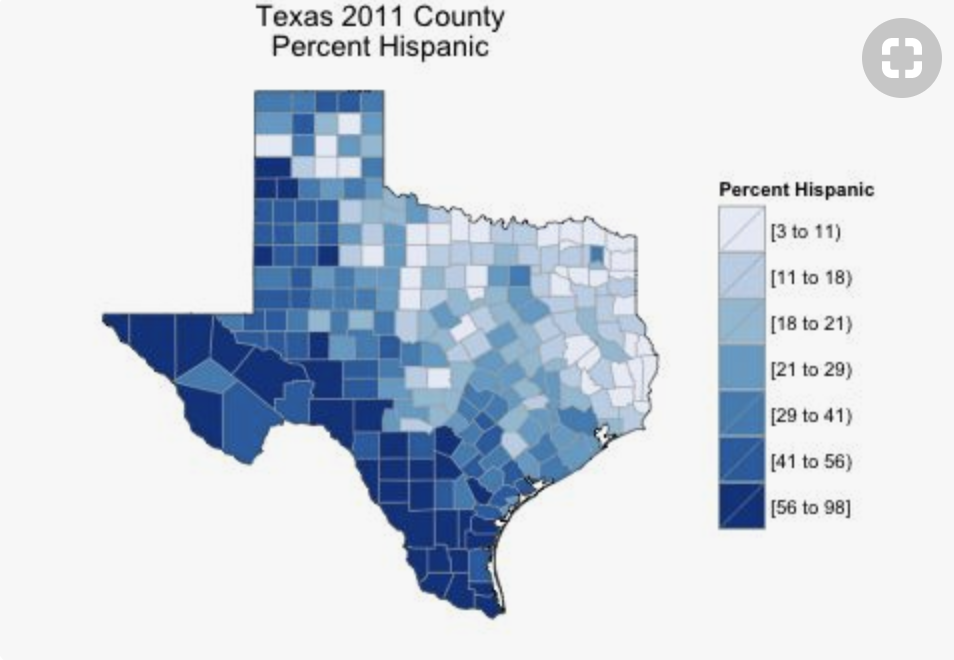 Texas 2011 County
Percent Hispanic
Percent Hispanic
[3 to 11)
[11 to 18)
[18 to 21)
[21 to 29)
[29 to 41)
[41 to 56)
[56 to 98]